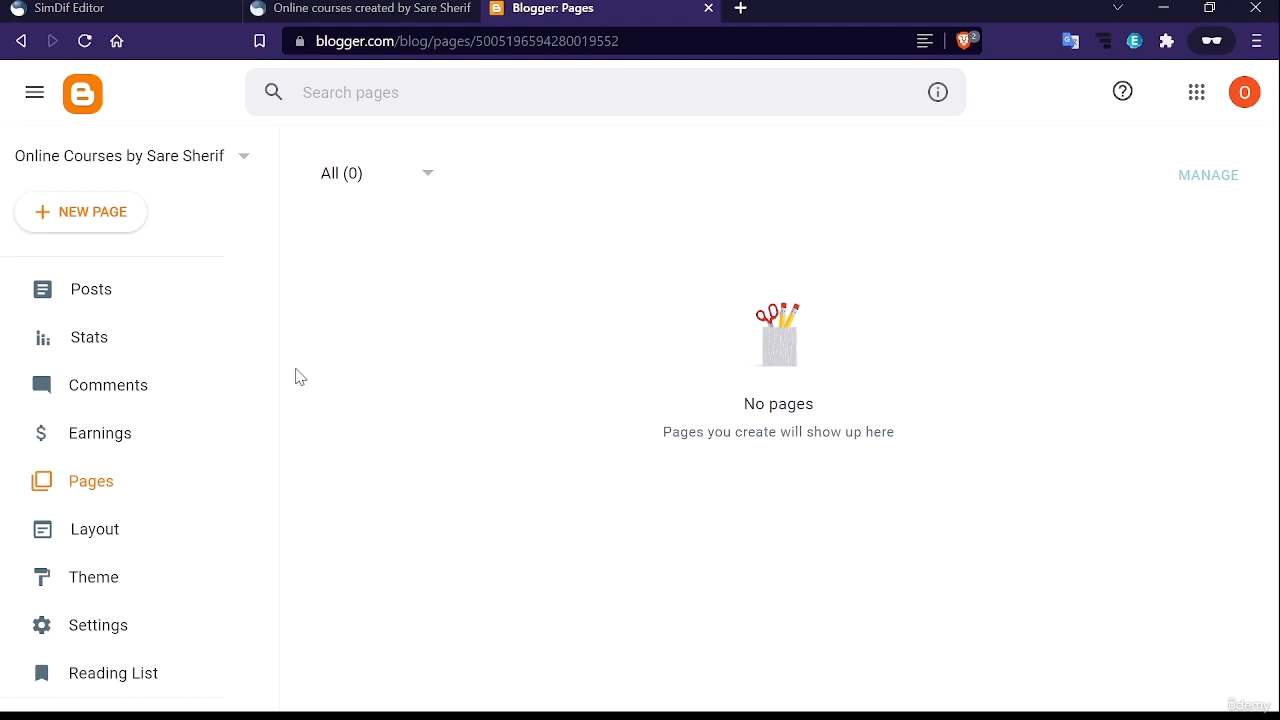 SimDif Editor
Online courses created by Sare Sherif
Blogger: Pages
blogger.com/blog/pages/5005196594280019552
2
E
Search pages
O
Online Courses by Sare Sherif
All (0)
MANAGE
NEW PAGE
Posts
Stats
Comments
Earnings
Pages
Layout
Theme
Settings
Reading List
No pages
Pages you create will show up here
ûdemy